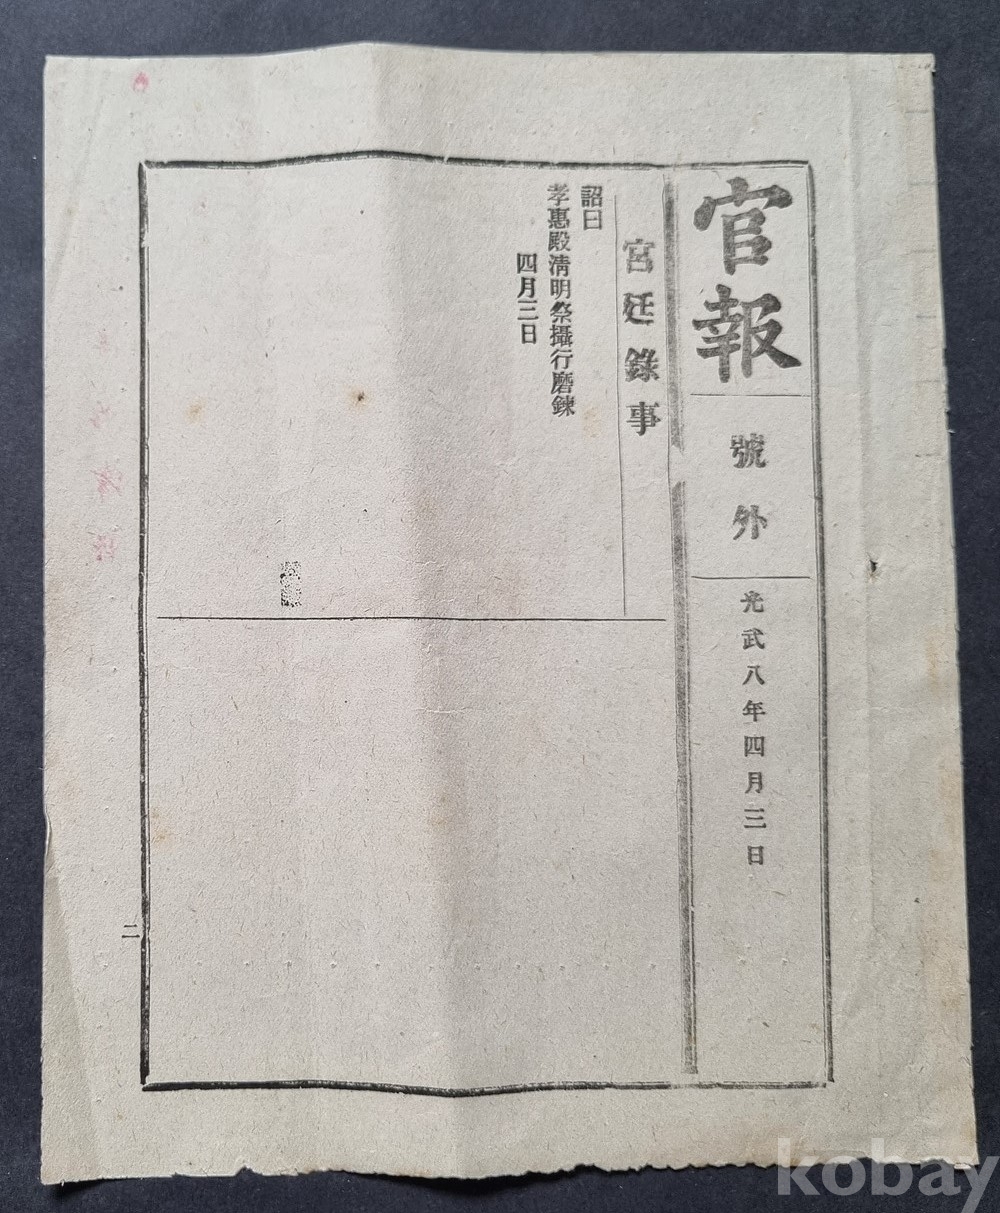 官報
號外
光武八年四月三日
宮廷錄事
詔曰
孝惠殿淸明祭攝行磨鍊
四月三日
二
kobay